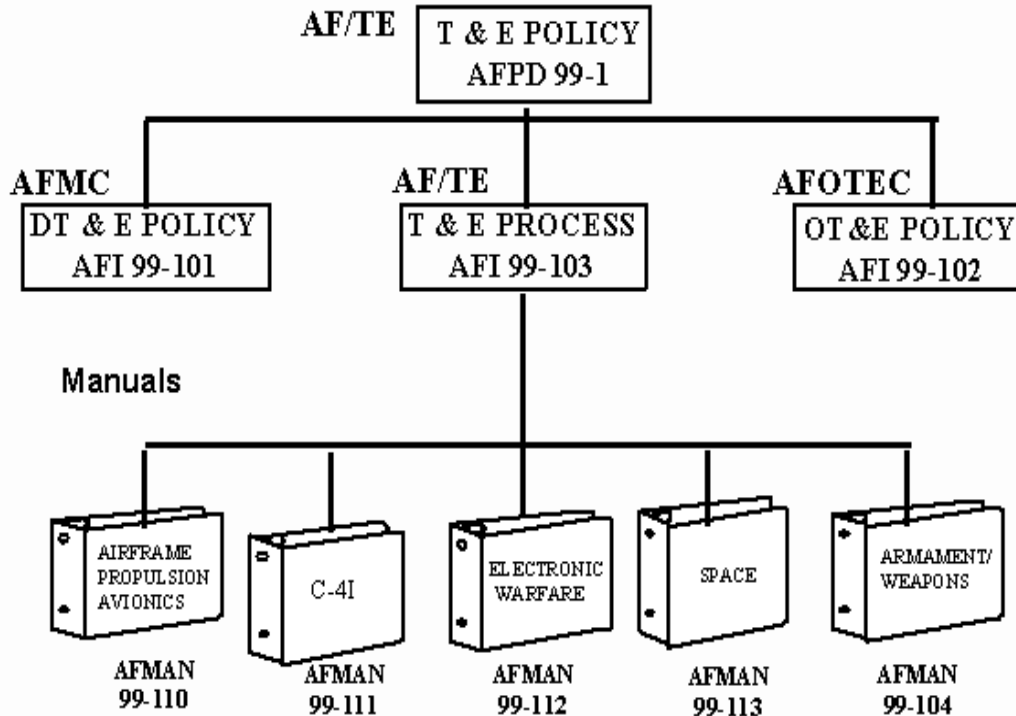 AF/TE
T & E POLICY
AFPD 99-1
AFMC
DT & E POLICY
AFI 99-101
AF/TE
T & E PROCESS
AFI 99-103
AFOTEC
OT &E POLICY
AFI 99-102
Manuals
AIRFRAME
PROPULSION
AVIONICS
AFMAN
99-110
C-4I
AFMAN
99-111
ELECTRONIC
WARFARE
AFMAN
99-112
SPACE
AFMAN
99-113
ARMAMENT/
WEAPONS
AFMAN
99-104